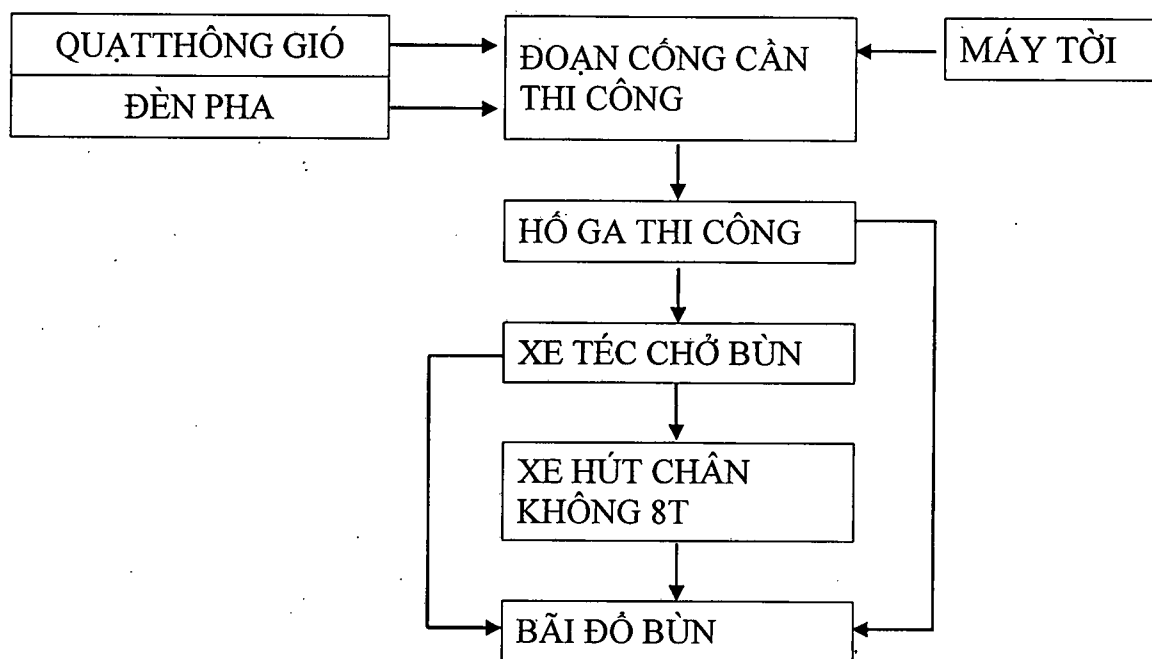 QUẠTTHÔNG GIÓ
ĐÈN PHA
ĐOẠN CỐNG CẦN
THI CÔNG
MÁY TỜI
HỐ GA THI CÔNG
XE TÉC CHỞ BÙN
XE HÚT CHÂN
KHÔNG 8T
BÃI ĐỔ BÙN